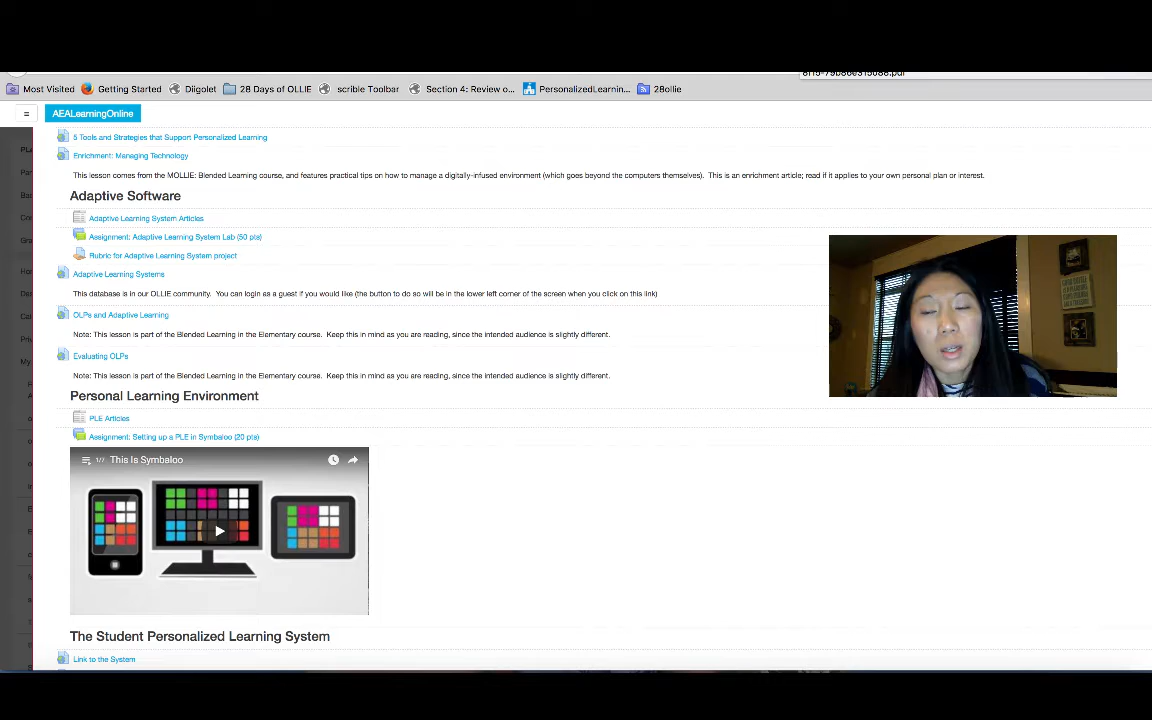 Most Visited Getting Started Diigolet 28 Days of OLLIE scrible Toolbar Section 4: Review o... PersonalizedLearnin... 28ollie
AEALearningOnline
5 Tools and Strategies that Support Personalized Learning
Enrichment: Managing Technology
This lesson comes from the MOLLIE: Blended Learning course, and features practical tips on how to manage a digitally-infused environment (which goes beyond the computers themselves). This is an enrichment article; read if it applies to your own personal plan or interest.
Adaptive Software
Adaptive Learning System Articles
Assignment: Adaptive Learning System Lab (50 pts)
Rubric for Adaptive Learning System project
Adaptive Learning Systems
This database is in our OLLIE community. You can login as a guest if you would like (the button to do so will be in the lower left corner of the screen when you click on this link)
OLPs and Adaptive Learning
Note: This lesson is part of the Blended Learning in the Elementary course. Keep this in mind as you are reading, since the intended audience is slightly different.
Evaluating OLPs
Note: This lesson is part of the Blended Learning in the Elementary course. Keep this in mind as you are reading, since the intended audience is slightly different.
Personal Learning Environment
PLE Articles
Assignment: Setting up a PLE in Symbaloo (20 pts)
1/7 This Is Symbaloo
The Student Personalized Learning System
Link to the System